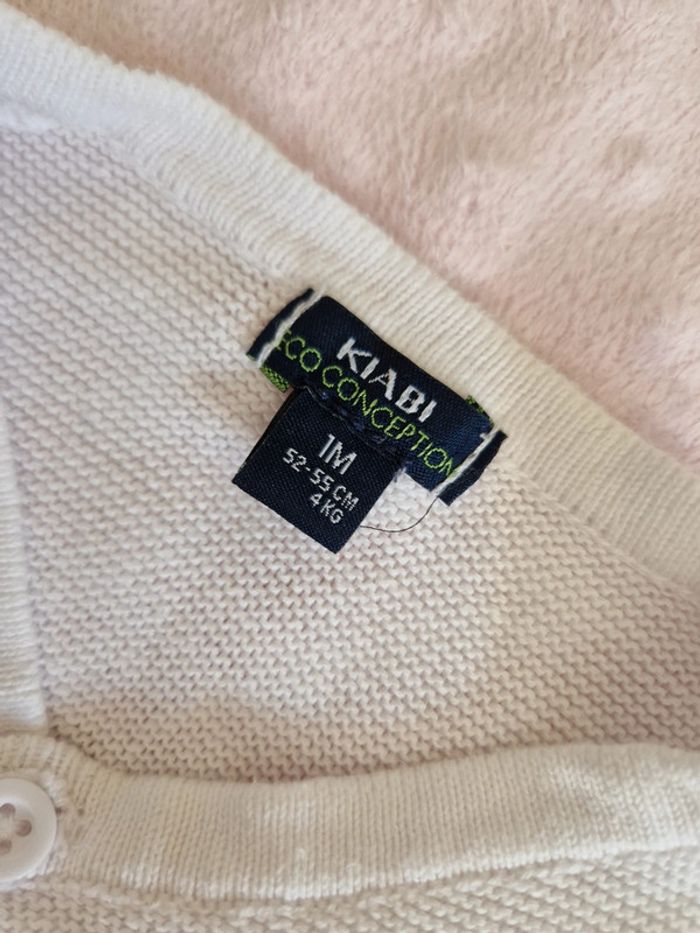 KIABI
ECO CONCEPTION
1M
52-55 CM
4 KG